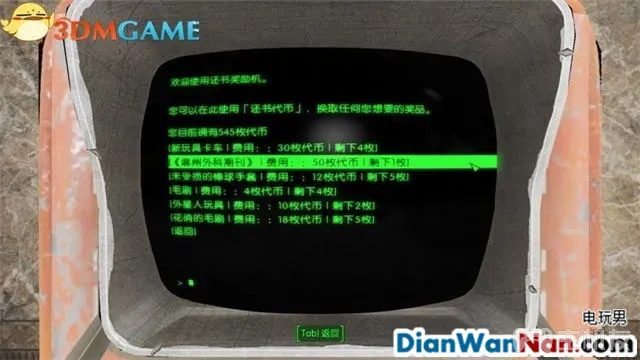 3DMGAME
欢迎使用还书奖励机。
您可以在此使用「还书代币」，换取任何您想要的奖品。
您目前拥有545枚代币
[新玩具卡车 | 费用：：30枚代币 | 剩下4枚]
[《麻州外科期刊》 | 费用：：50枚代币 | 剩下1枚]
[未受损的棒球手套 | 费用：：12枚代币 | 剩下5枚]
[毛刷 | 费用：：4枚代币 | 剩下4枚]
[外星人玩具 | 费用：：10枚代币 | 剩下2枚]
[花俏的毛刷 | 费用：：18枚代币 | 剩下5枚]
[返回]
>
Tab) 返回
电玩男
DianWanNan.com